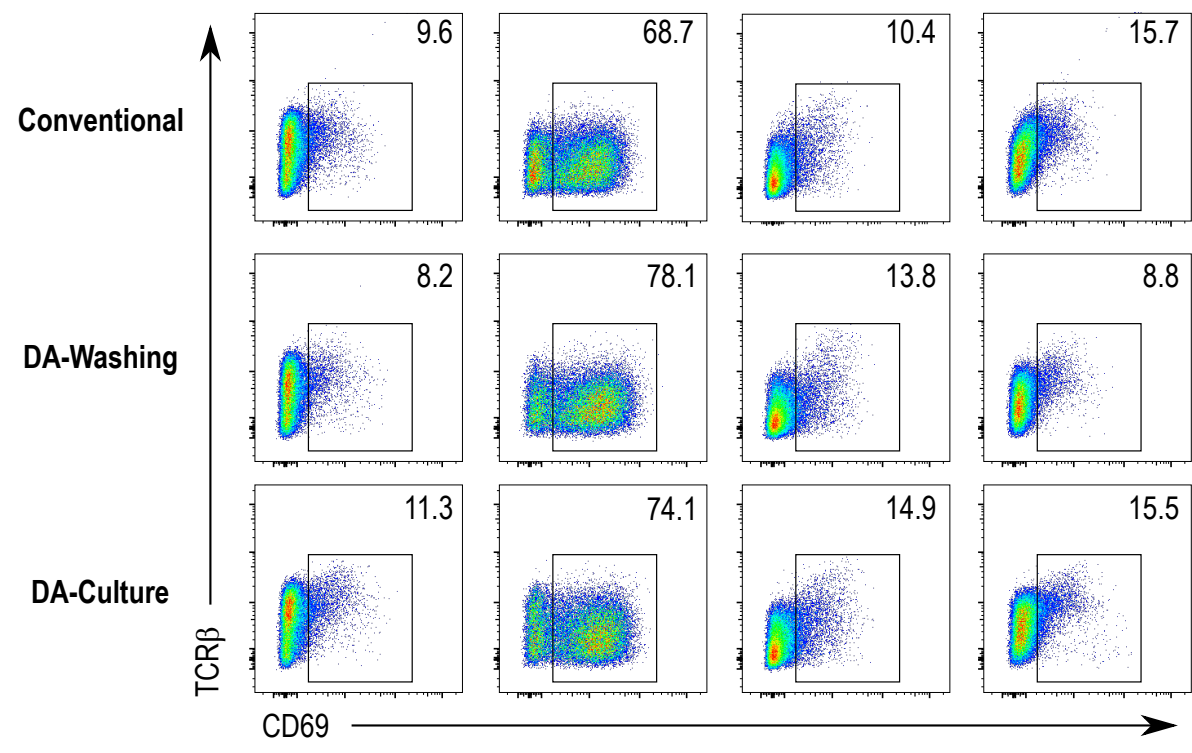 9.6 68.7 10.4 15.7
Conventional
8.2 78.1 13.8 8.8
DA-Washing
11.3 74.1 14.9 15.5
DA-Culture
TCRβ
CD69